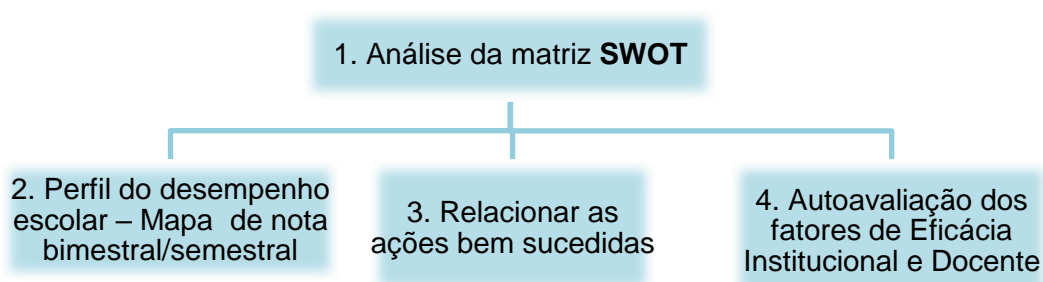 1. Análise da matriz SWOT
2. Perfil do desempenho
escolar – Mapa de nota
bimestral/semestral
3. Relacionar as
ações bem sucedidas
4. Autoavaliação dos
fatores de Eficácia
Institucional e Docente